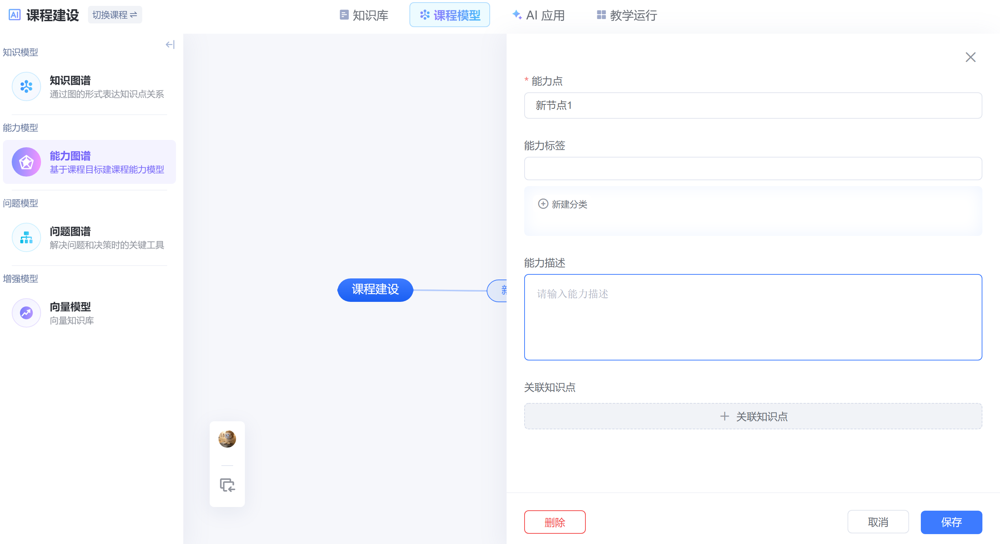 AI 课程建设 切换课程 ⇌ 知识库 课程模型 AI 应用 教学运行
知识模型
知识图谱
通过图的形式表达知识点关系
能力模型
能力图谱
基于课程目标建课程能力模型
问题模型
问题图谱
解决问题和决策时的关键工具
增强模型
向量模型
向量知识库
课程建设
* 能力点
新节点1
能力标签
新建分类
能力描述
请输入能力描述
关联知识点
关联知识点
删除 取消 保存